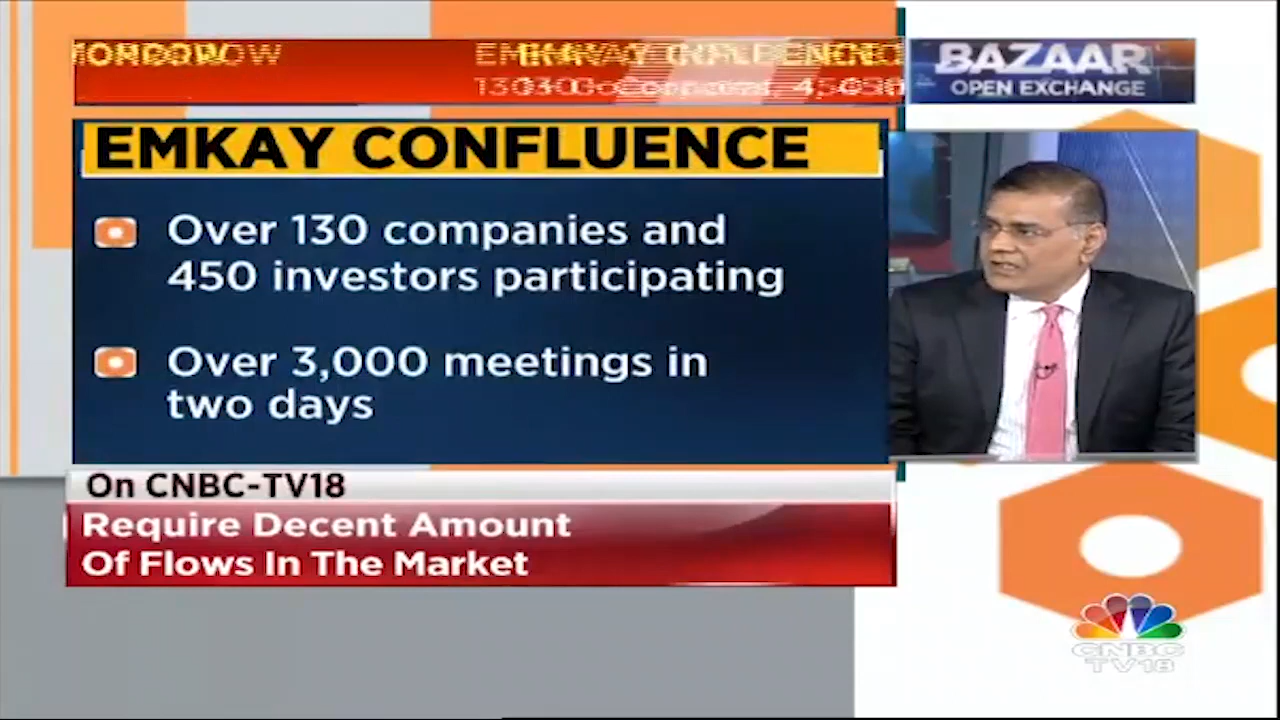 BAZAAR
OPEN EXCHANGE
EMKAY CONFLUENCE
Over 130 companies and
450 investors participating
Over 3,000 meetings in
two days
On CNBC-TV18
Require Decent Amount
Of Flows In The Market
CNBC
TV18